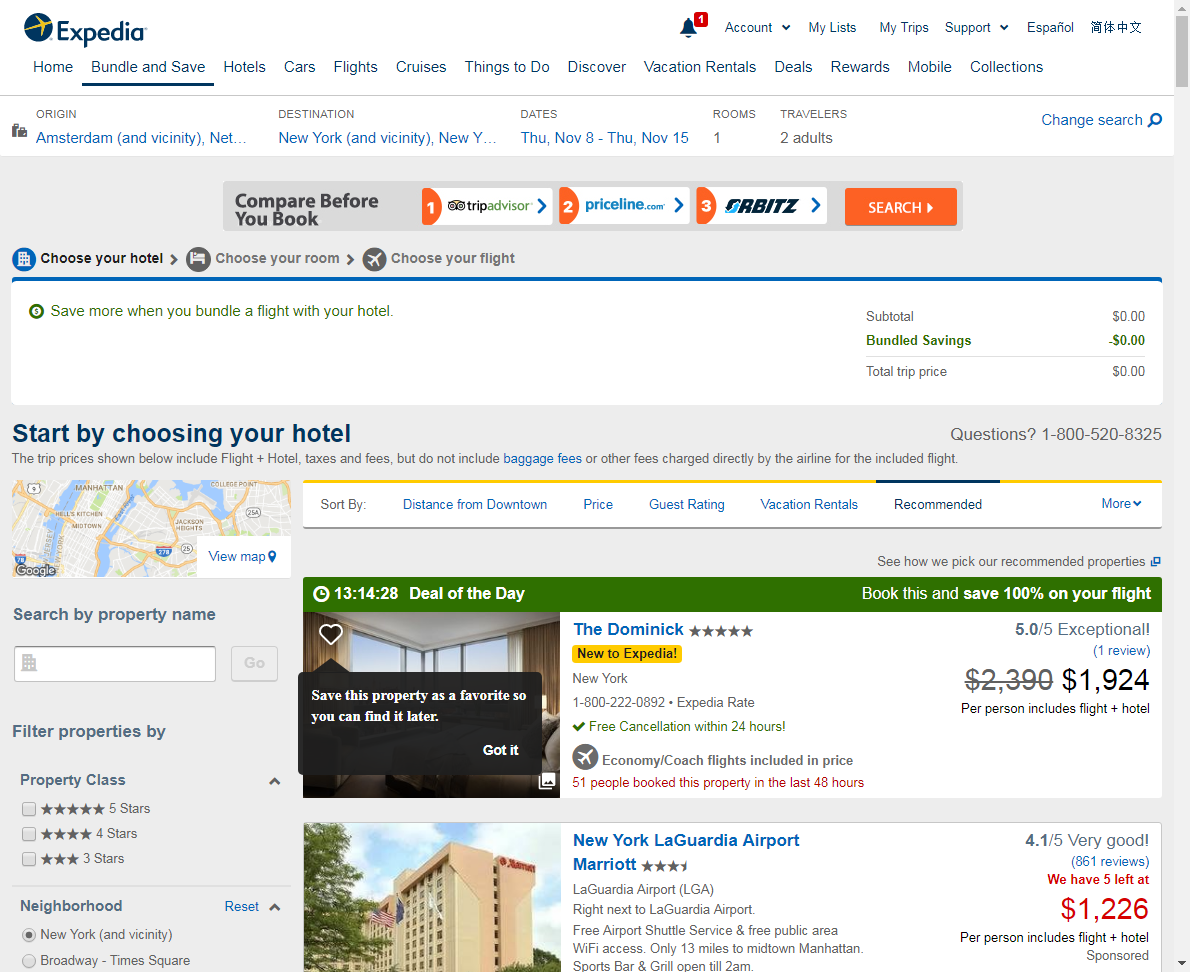 Expedia
1
Account
My Lists
My Trips
Support
Español
简体中文
Home
Bundle and Save
Hotels
Cars
Flights
Cruises
Things to Do
Discover
Vacation Rentals
Deals
Rewards
Mobile
Collections
ORIGIN
Amsterdam (and vicinity), Net…
DESTINATION
New York (and vicinity), New Y…
DATES
Thu, Nov 8 - Thu, Nov 15
ROOMS
1
TRAVELERS
2 adults
Change search
Compare Before
You Book
1 tripadvisor
2 priceline.com
3 ORBITZ
SEARCH
Choose your hotel
Choose your room
Choose your flight
Save more when you bundle a flight with your hotel.
Subtotal $0.00
Bundled Savings -$0.00
Total trip price $0.00
Start by choosing your hotel
Questions? 1-800-520-8325
The trip prices shown below include Flight + Hotel, taxes and fees, but do not include baggage fees or other fees charged directly by the airline for the included flight.
9
MANHATTAN
COLLEGE POINT
HELL'S KITCHEN
MIDTOWN
JACKSON
HEIGHTS
25A
278
25
78
Google
View map
Sort By:
Distance from Downtown
Price
Guest Rating
Vacation Rentals
Recommended
More
See how we pick our recommended properties
Search by property name
Go
Filter properties by
Property Class
5 Stars
4 Stars
3 Stars
Neighborhood
Reset
New York (and vicinity)
Broadway - Times Square
13:14:28 Deal of the Day
Book this and save 100% on your flight
Save this property as a favorite so
you can find it later.
Got it
The Dominick
New to Expedia!
New York
1-800-222-0892 • Expedia Rate
Free Cancellation within 24 hours!
Economy/Coach flights included in price
51 people booked this property in the last 48 hours
5.0/5 Exceptional!
(1 review)
$2,390 $1,924
Per person includes flight + hotel
Marriott
New York LaGuardia Airport
Marriott
LaGuardia Airport (LGA)
Right next to LaGuardia Airport.
Free Airport Shuttle Service & free public area
WiFi access. Only 13 miles to midtown Manhattan.
Sports Bar & Grill open till 2am.
4.1/5 Very good!
(861 reviews)
We have 5 left at
$1,226
Per person includes flight + hotel
Sponsored